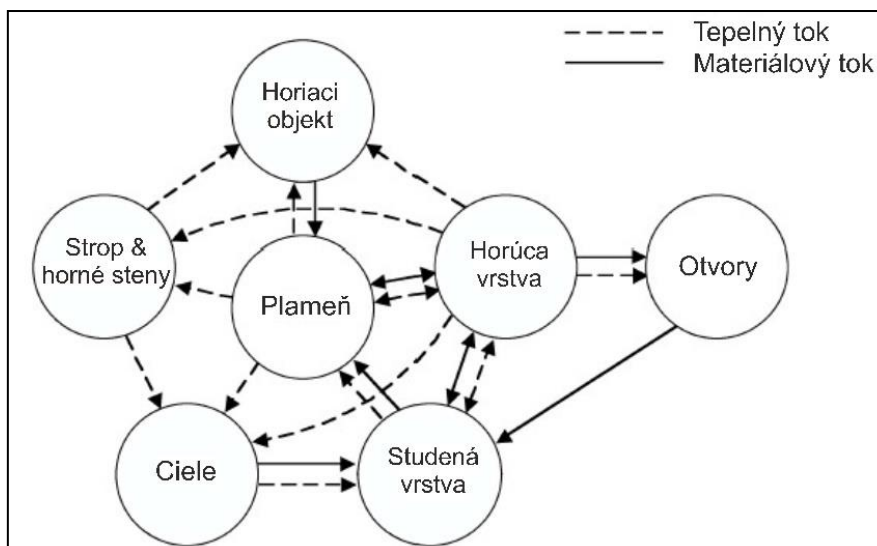 Tepelný tok
Materiálový tok
Horiaci
objekt
Strop &
horné steny
Horúca
vrstva
Otvory
Plameň
Ciele
Studená
vrstva